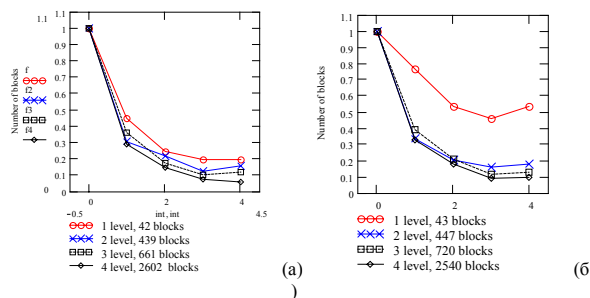 1.1
1.1
1
0.9
0.8
0.7
0.6
0.5
0.4
0.3
0.2
0.1
0
0
Number of blocks
f
f2
f3
f4
0
2
4
−0.5
int, int
4.5
1 level, 42 blocks
2 level, 439 blocks
3 level, 661 blocks
4 level, 2602 blocks
(а)
1.1
1
0.9
0.8
0.7
0.6
0.5
0.4
0.3
0.2
0.1
0
Number of blocks
0
2
4
1 level, 43 blocks
2 level, 447 blocks
3 level, 720 blocks
4 level, 2540 blocks
(б
)